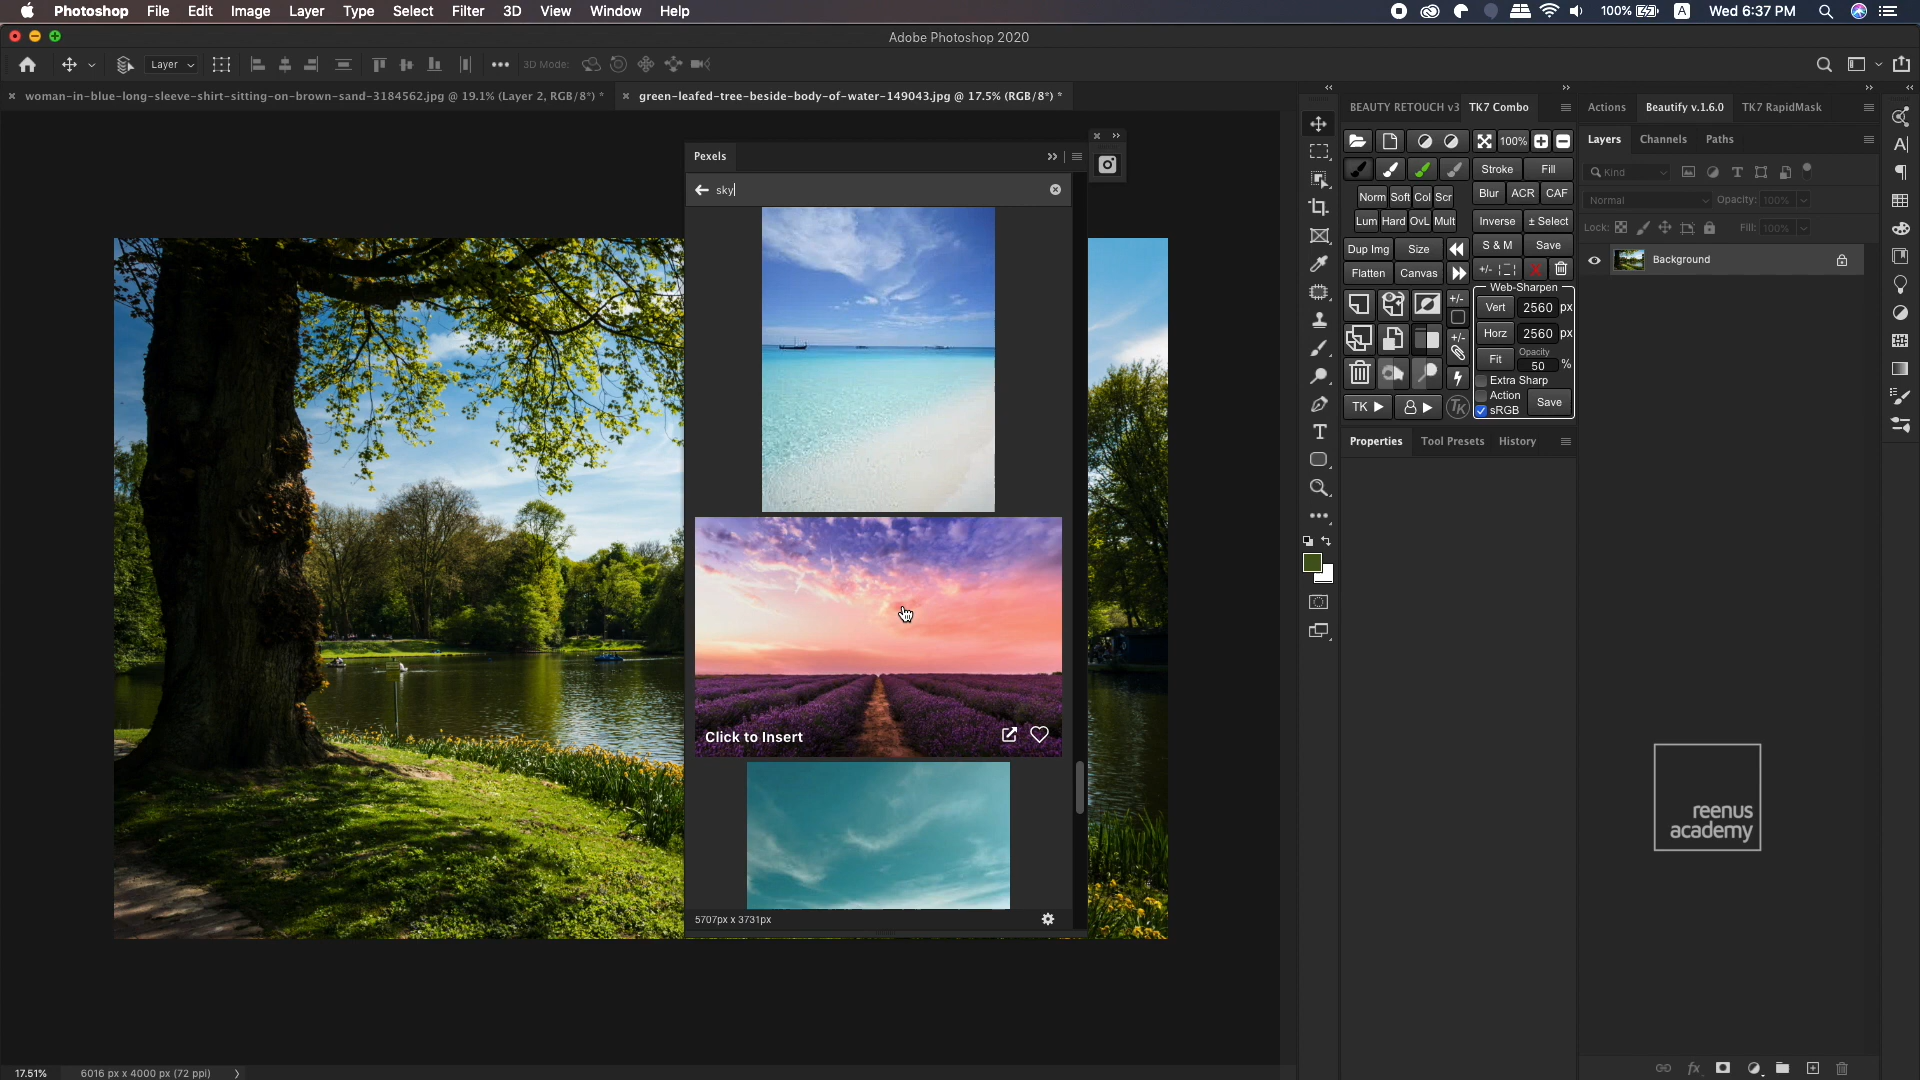 Photoshop File Edit Image Layer Type Select Filter 3D View Window Help
100% A Wed 6:37 PM
Adobe Photoshop 2020
Layer 3D Mode:
woman-in-blue-long-sleeve-shirt-sitting-on-brown-sand-3184562.jpg @ 19.1% (Layer 2, RGB/8*) *
green-leafed-tree-beside-body-of-water-149043.jpg @ 17.5% (RGB/8*) *
Pexels
sky
Click to Insert
5707px x 3731px
BEAUTY RETOUCH v3 TK7 Combo
100%
Stroke Fill
Norm Soft Col Scr Blur ACR CAF
Lum Hard OvL Mult Inverse ± Select
Dup Img Size S & M Save
Flatten Canvas +/-
Web-Sharpen
+/- Vert 2560 px
+/- Horz 2560 px
Opacity
Fit 50 %
Extra Sharp
Action
TK TK sRGB Save
Properties Tool Presets History
Actions Beautify v.1.6.0 TK7 RapidMask
Layers Channels Paths
Kind
Normal Opacity: 100%
Lock: Fill: 100%
Background
reenus
academy
fx
17.51% 6016 px x 4000 px (72 ppi)